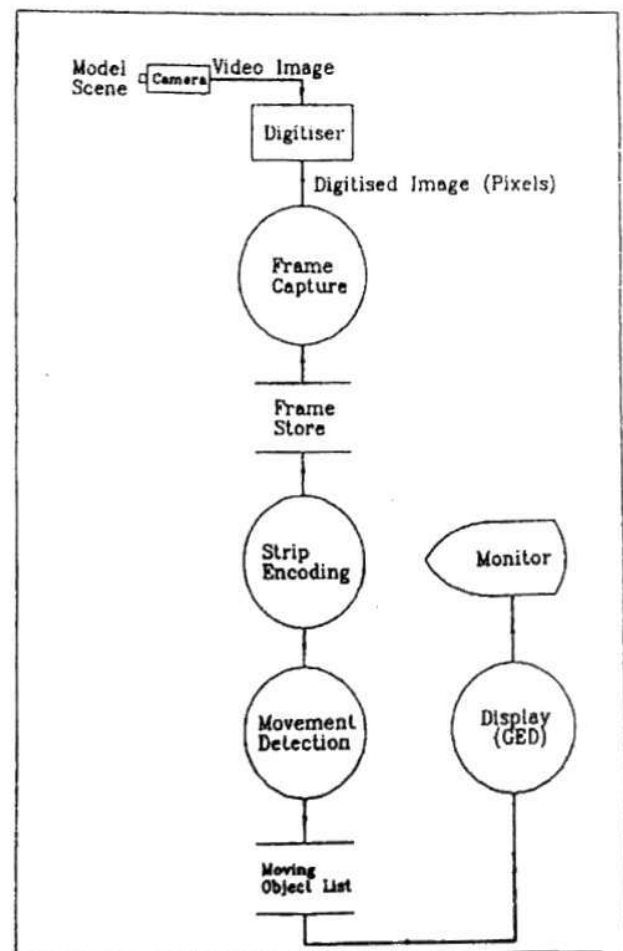 Model
Scene
Camera
Video Image
Digitiser
Digitised Image (Pixels)
Frame
Capture
Frame
Store
Strip
Encoding
Monitor
Movement
Detection
Display
(GED)
Moving
Object List